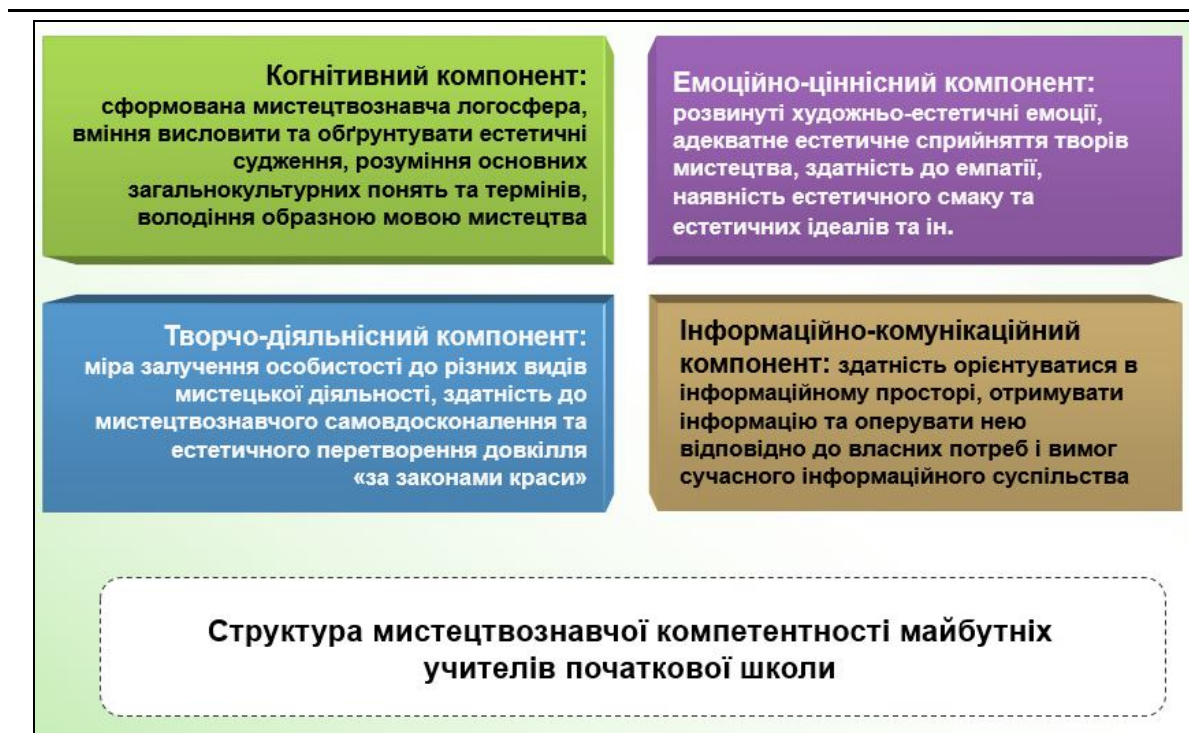 Когнітивний компонент:
сформована мистецтвознавча логосфера,
вміння висловити та обґрунтувати естетичні
судження, розуміння основних
загальнокультурних понять та термінів,
володіння образною мовою мистецтва
Емоційно-ціннісний компонент:
розвинуті художньо-естетичні емоції,
адекватне естетичне сприйняття творів
мистецтва, здатність до емпатії,
наявність естетичного смаку та
естетичних ідеалів та ін.
Творчо-діяльнісний компонент:
міра залучення особистості до різних видів
мистецької діяльності, здатність до
мистецтвознавчого самовдосконалення та
естетичного перетворення довкілля
«за законами краси»
Інформаційно-комунікаційний
компонент: здатність орієнтуватися в
інформаційному просторі, отримувати
інформацію та оперувати нею
відповідно до власних потреб і вимог
сучасного інформаційного суспільства
Структура мистецтвознавчої компетентності майбутніх
учителів початкової школи